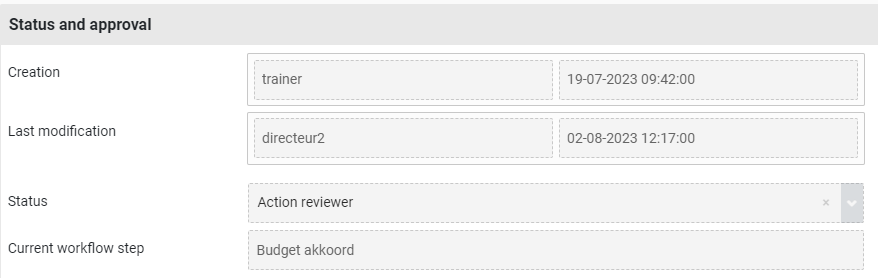 Status and approval
Creation trainer 19-07-2023 09:42:00
Last modification directeur2 02-08-2023 12:17:00
Status Action reviewer ×
Current workflow step Budget akkoord